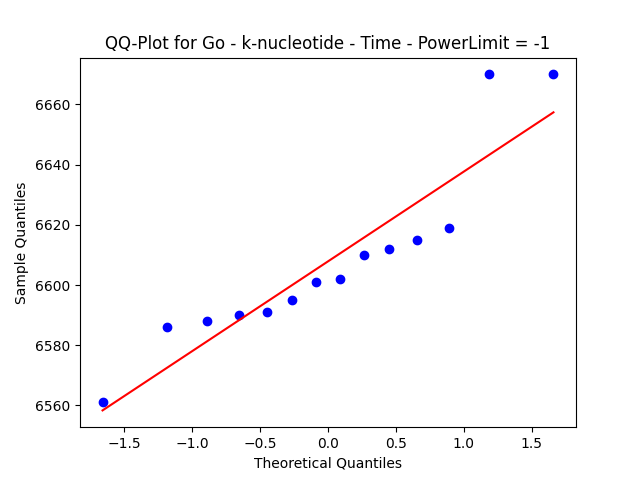 QQ-Plot for Go - k-nucleotide - Time - PowerLimit = -1
Sample Quantiles
6660
6640
6620
6600
6580
6560
−1.5 −1.0 −0.5 0.0 0.5 1.0 1.5
Theoretical Quantiles